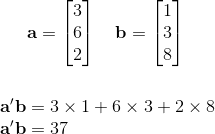 a = [3 6 2] b = [1 3 8]
a′b = 3 × 1 + 6 × 3 + 2 × 8
a′b = 37